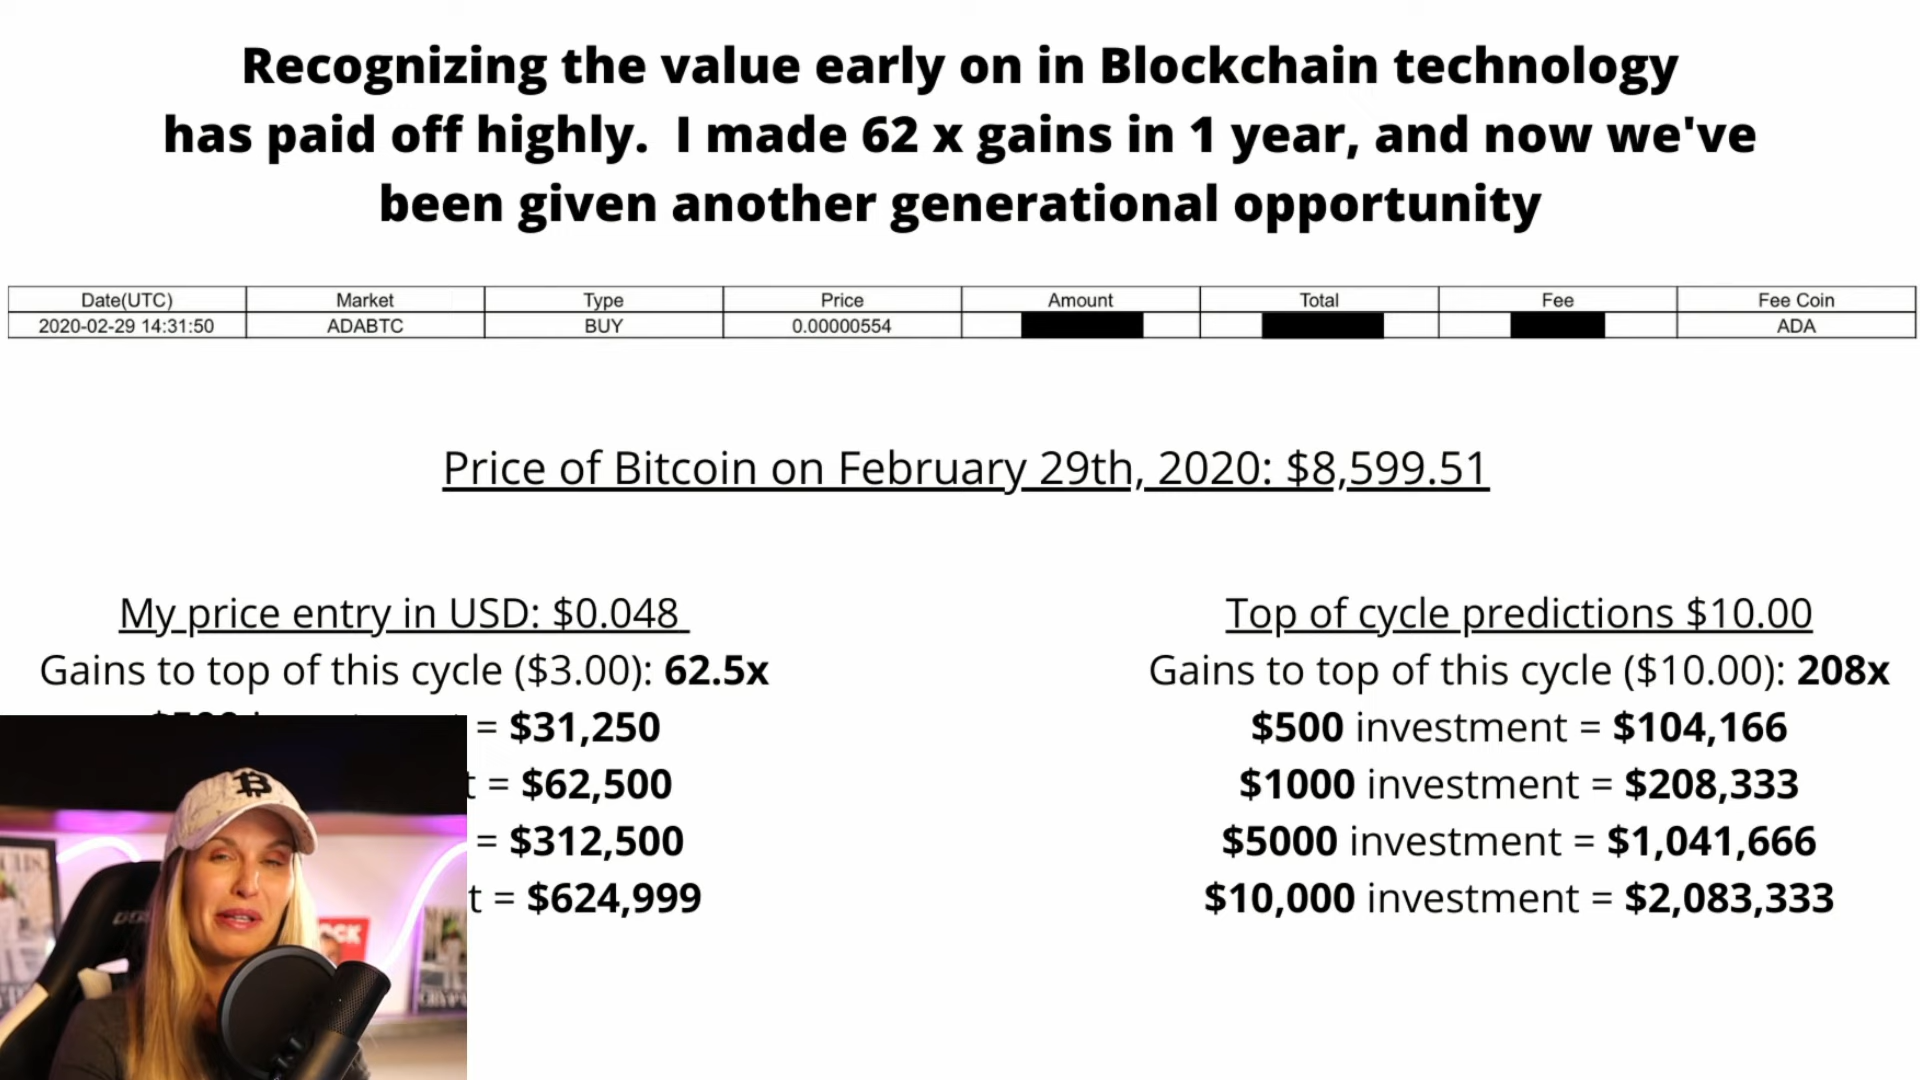 Recognizing the value early on in Blockchain technology
has paid off highly. I made 62 x gains in 1 year, and now we've
been given another generational opportunity
Date(UTC) Market Type Price Amount Total Fee Fee Coin
2020-02-29 14:31:50 ADABTC BUY 0.00000554 ADA
Price of Bitcoin on February 29th, 2020: $8,599.51
My price entry in USD: $0.048
Gains to top of this cycle ($3.00): 62.5x
= $31,250
t = $62,500
= $312,500
t = $624,999
Top of cycle predictions $10.00
Gains to top of this cycle ($10.00): 208x
$500 investment = $104,166
$1000 investment = $208,333
$5000 investment = $1,041,666
$10,000 investment = $2,083,333